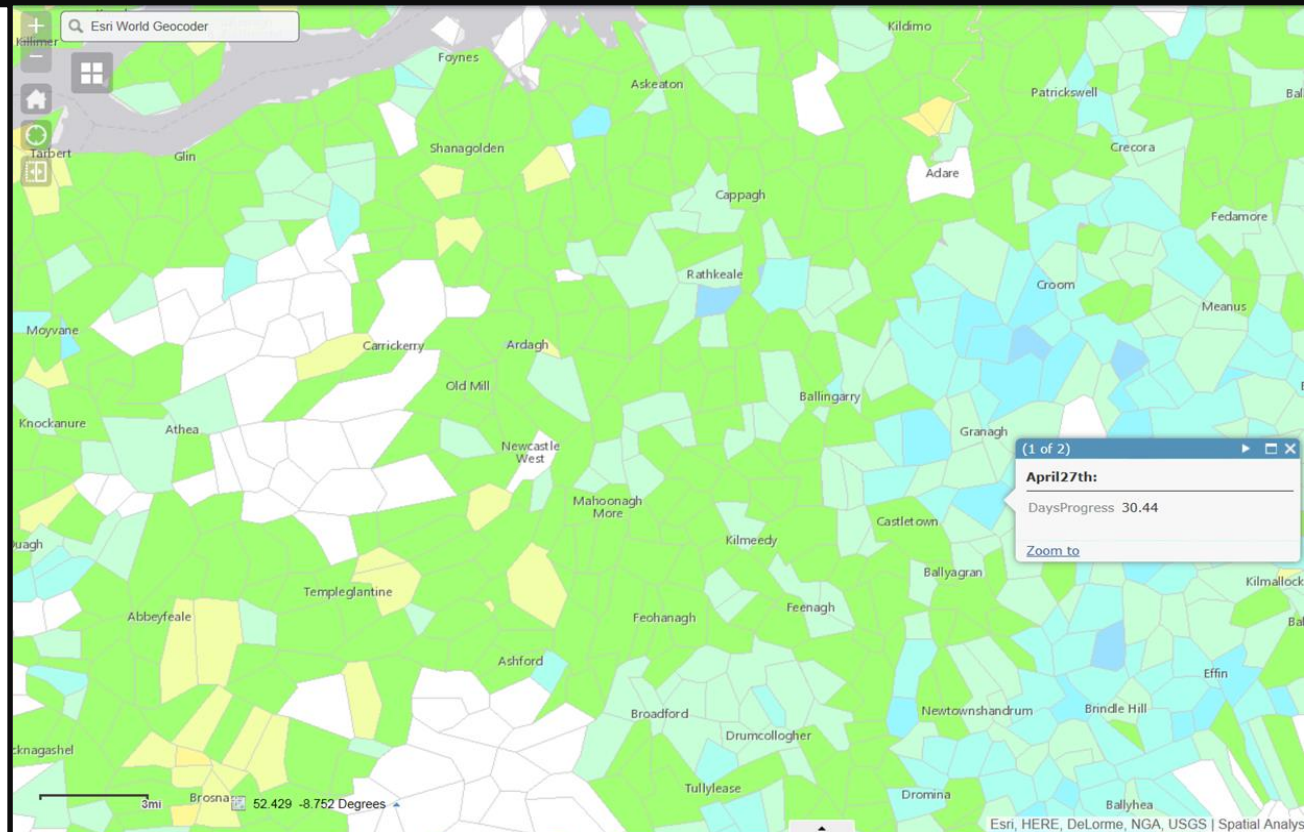 +
Esri World Geocoder
Kildimo
Killimer
−
Foynes
Askeaton
Patrickswell
Tarbert
Glin
Shanagolden
Crecora
Adare
Cappagh
Fedamore
Rathkeale
Croom
Meanus
Moyvane
Carrickerry
Ardagh
Old Mill
Ballingarry
Knockanure
Athea
Granagh
Newcastle
West
(1 of 2)
April27th:
DaysProgress 30.44
Zoom to
Mahoonagh
More
Castletown
Kilmeedy
Ballyagran
Kilmallock
Templeglantine
Abbeyfeale
Feohanagh
Feenagh
Ashford
Effin
Broadford
Newtownshandrum
Brindle Hill
Drumcollogher
cknagashel
Tullylease
Dromina
3mi
Brosna
52.429 -8.752 Degrees
Ballyhea
Esri, HERE, DeLorme, NGA, USGS | Spatial Analys